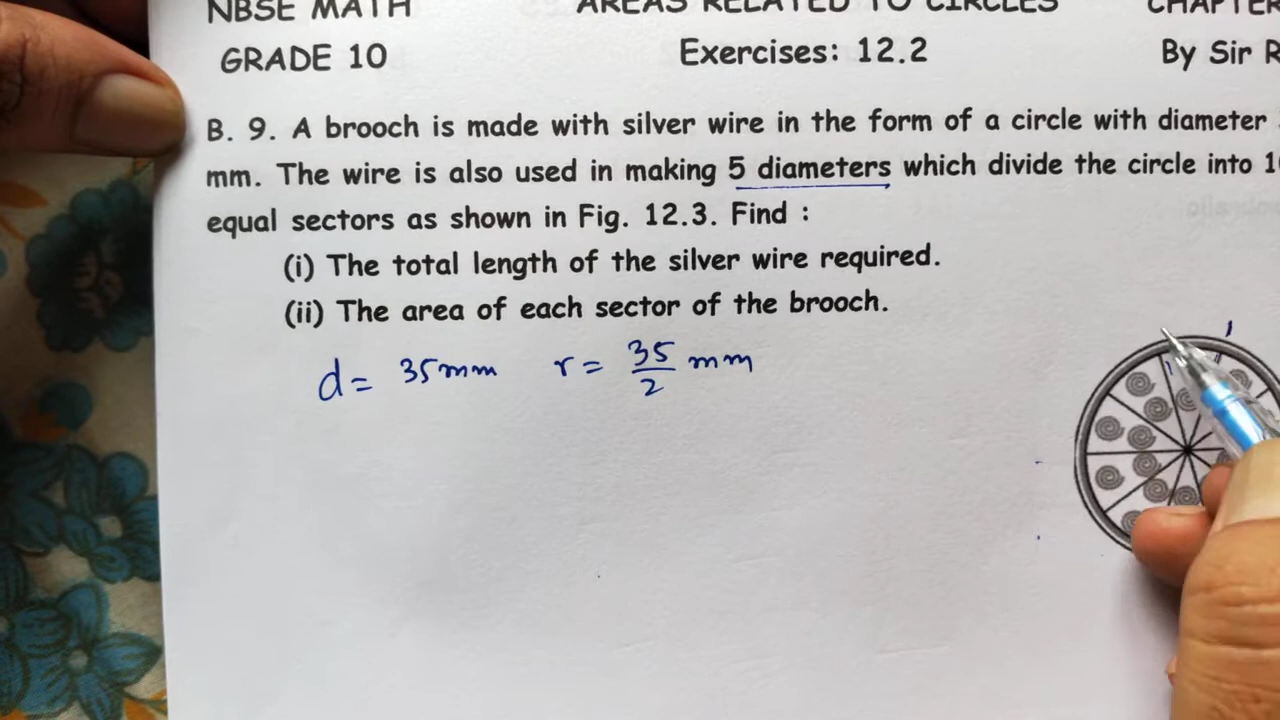 NBSE MATH AREAS RELATED TO CIRCLES CHAPTER
GRADE 10 Exercises: 12.2 By Sir R
B. 9. A brooch is made with silver wire in the form of a circle with diameter
mm. The wire is also used in making 5 diameters which divide the circle into 1
equal sectors as shown in Fig. 12.3. Find :
(i) The total length of the silver wire required.
(ii) The area of each sector of the brooch.
d = 35mm r = 35/2 mm